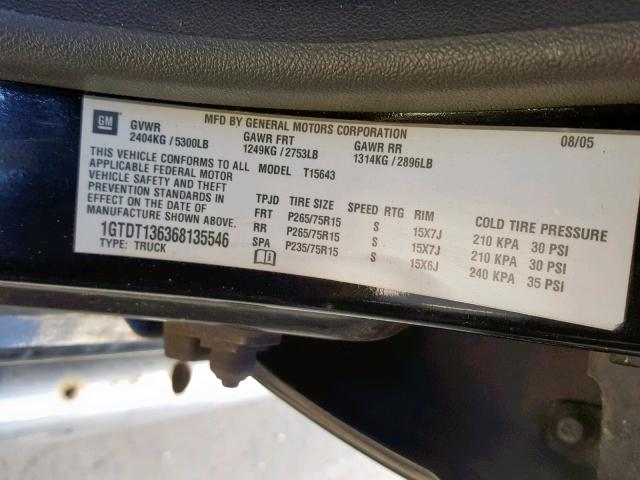 GM
MFD BY GENERAL MOTORS CORPORATION
08/05
GVWR GAWR FRT GAWR RR
2404KG / 5300LB 1249KG / 2753LB 1314KG / 2896LB
THIS VEHICLE CONFORMS TO ALL MODEL T15643
APPLICABLE FEDERAL MOTOR
VEHICLE SAFETY AND THEFT
PREVENTION STANDARDS IN
EFFECT ON THE DATE OF
MANUFACTURE SHOWN ABOVE
1GTDT136368135546
TYPE: TRUCK
TPJD TIRE SIZE SPEED RTG RIM COLD TIRE PRESSURE
FRT P265/75R15 S 15X7J 210 KPA 30 PSI
RR P265/75R15 S 15X7J 210 KPA 30 PSI
SPA P235/75R15 S 15X6J 240 KPA 35 PSI